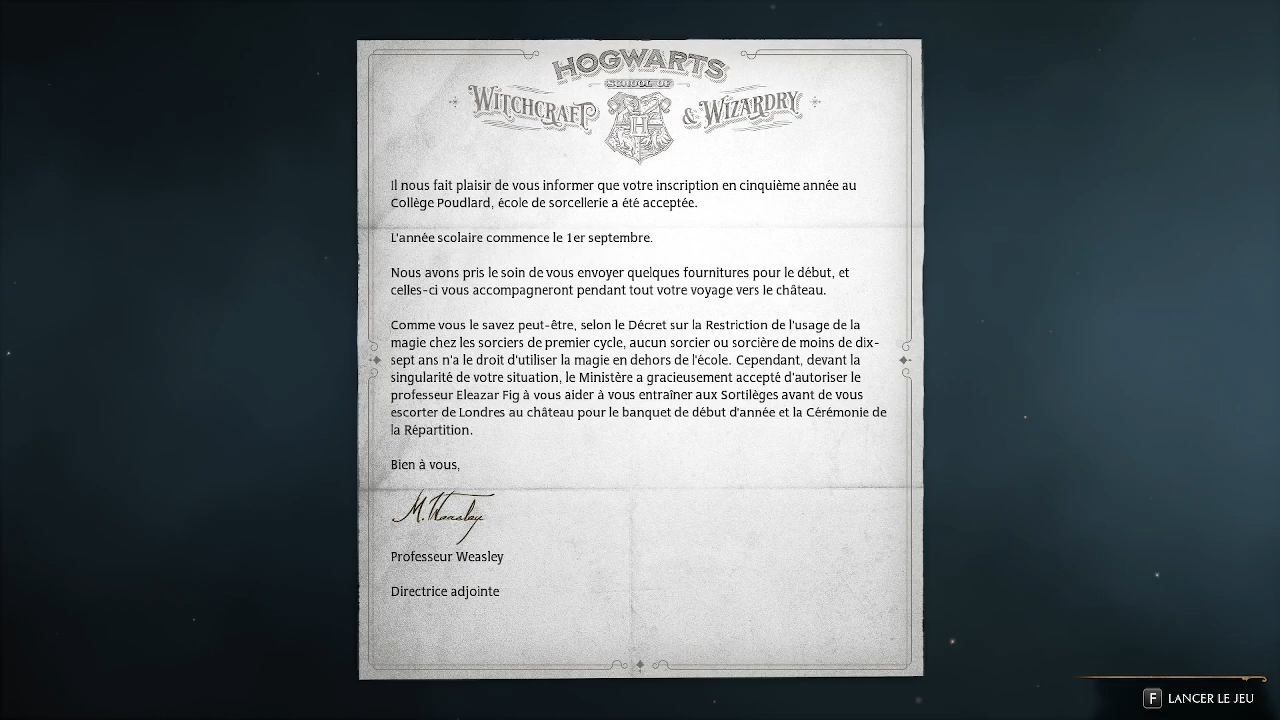 HOGWARTS
SCHOOL OF
WITCHCRAFT & WIZARDRY
H
Il nous fait plaisir de vous informer que votre inscription en cinquième année au
Collège Poudlard, école de sorcellerie a été acceptée.
L'année scolaire commence le 1er septembre.
Nous avons pris le soin de vous envoyer quelques fournitures pour le début, et
celles-ci vous accompagneront pendant tout votre voyage vers le château.
Comme vous le savez peut-être, selon le Décret sur la Restriction de l'usage de la
magie chez les sorciers de premier cycle, aucun sorcier ou sorcière de moins de dix-
sept ans n'a le droit d'utiliser la magie en dehors de l'école. Cependant, devant la
singularité de votre situation, le Ministère a gracieusement accepté d'autoriser le
professeur Eleazar Fig à vous aider à vous entraîner aux Sortilèges avant de vous
escorter de Londres au château pour le banquet de début d'année et la Cérémonie de
la Répartition.
Bien à vous,
M. Weasley
Professeur Weasley
Directrice adjointe
F LANCER LE JEU